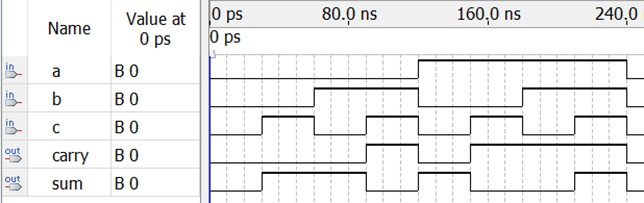 Name Value at 0 ps 0 ps 80.0 ns 160.0 ns 240.0
0 ps
in a B 0
in b B 0
in c B 0
out carry B 0
out sum B 0